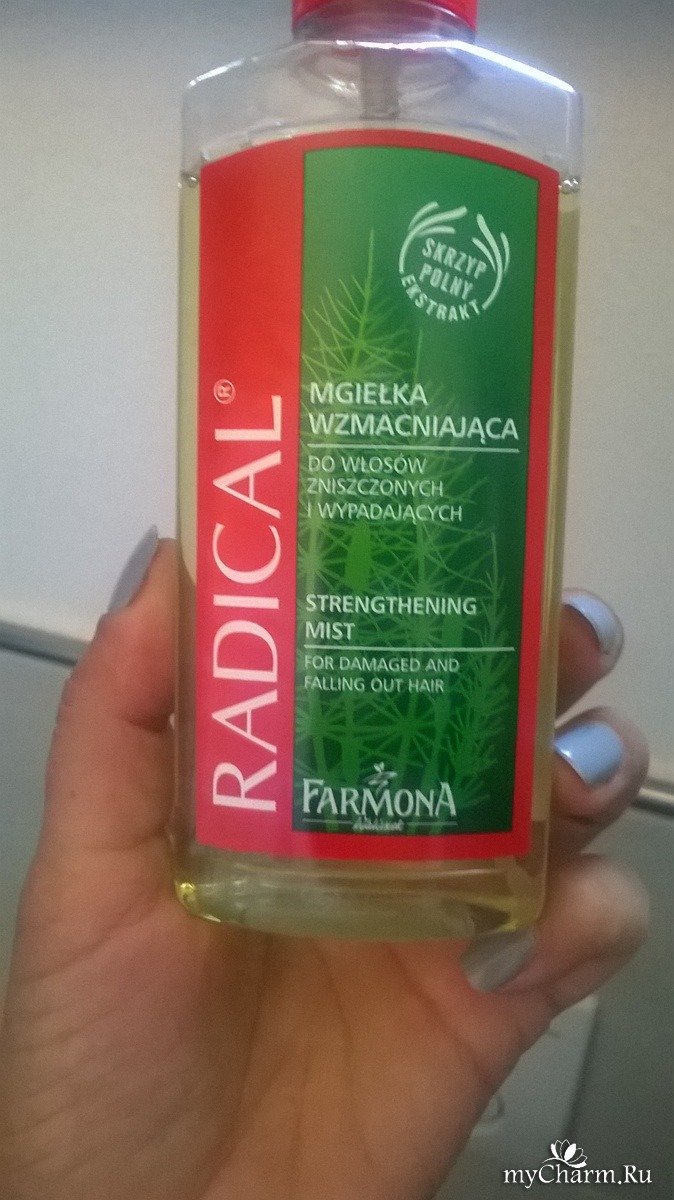 RADICAL®
SKRZYP
POLNY
EKSTRAKT
MGIEŁKA
WZMACNIAJĄCA
DO WŁOSÓW
ZNISZCZONYCH
I WYPADAJĄCYCH
STRENGTHENING
MIST
FOR DAMAGED AND
FALLING OUT HAIR
FARMONA
myCharm.Ru